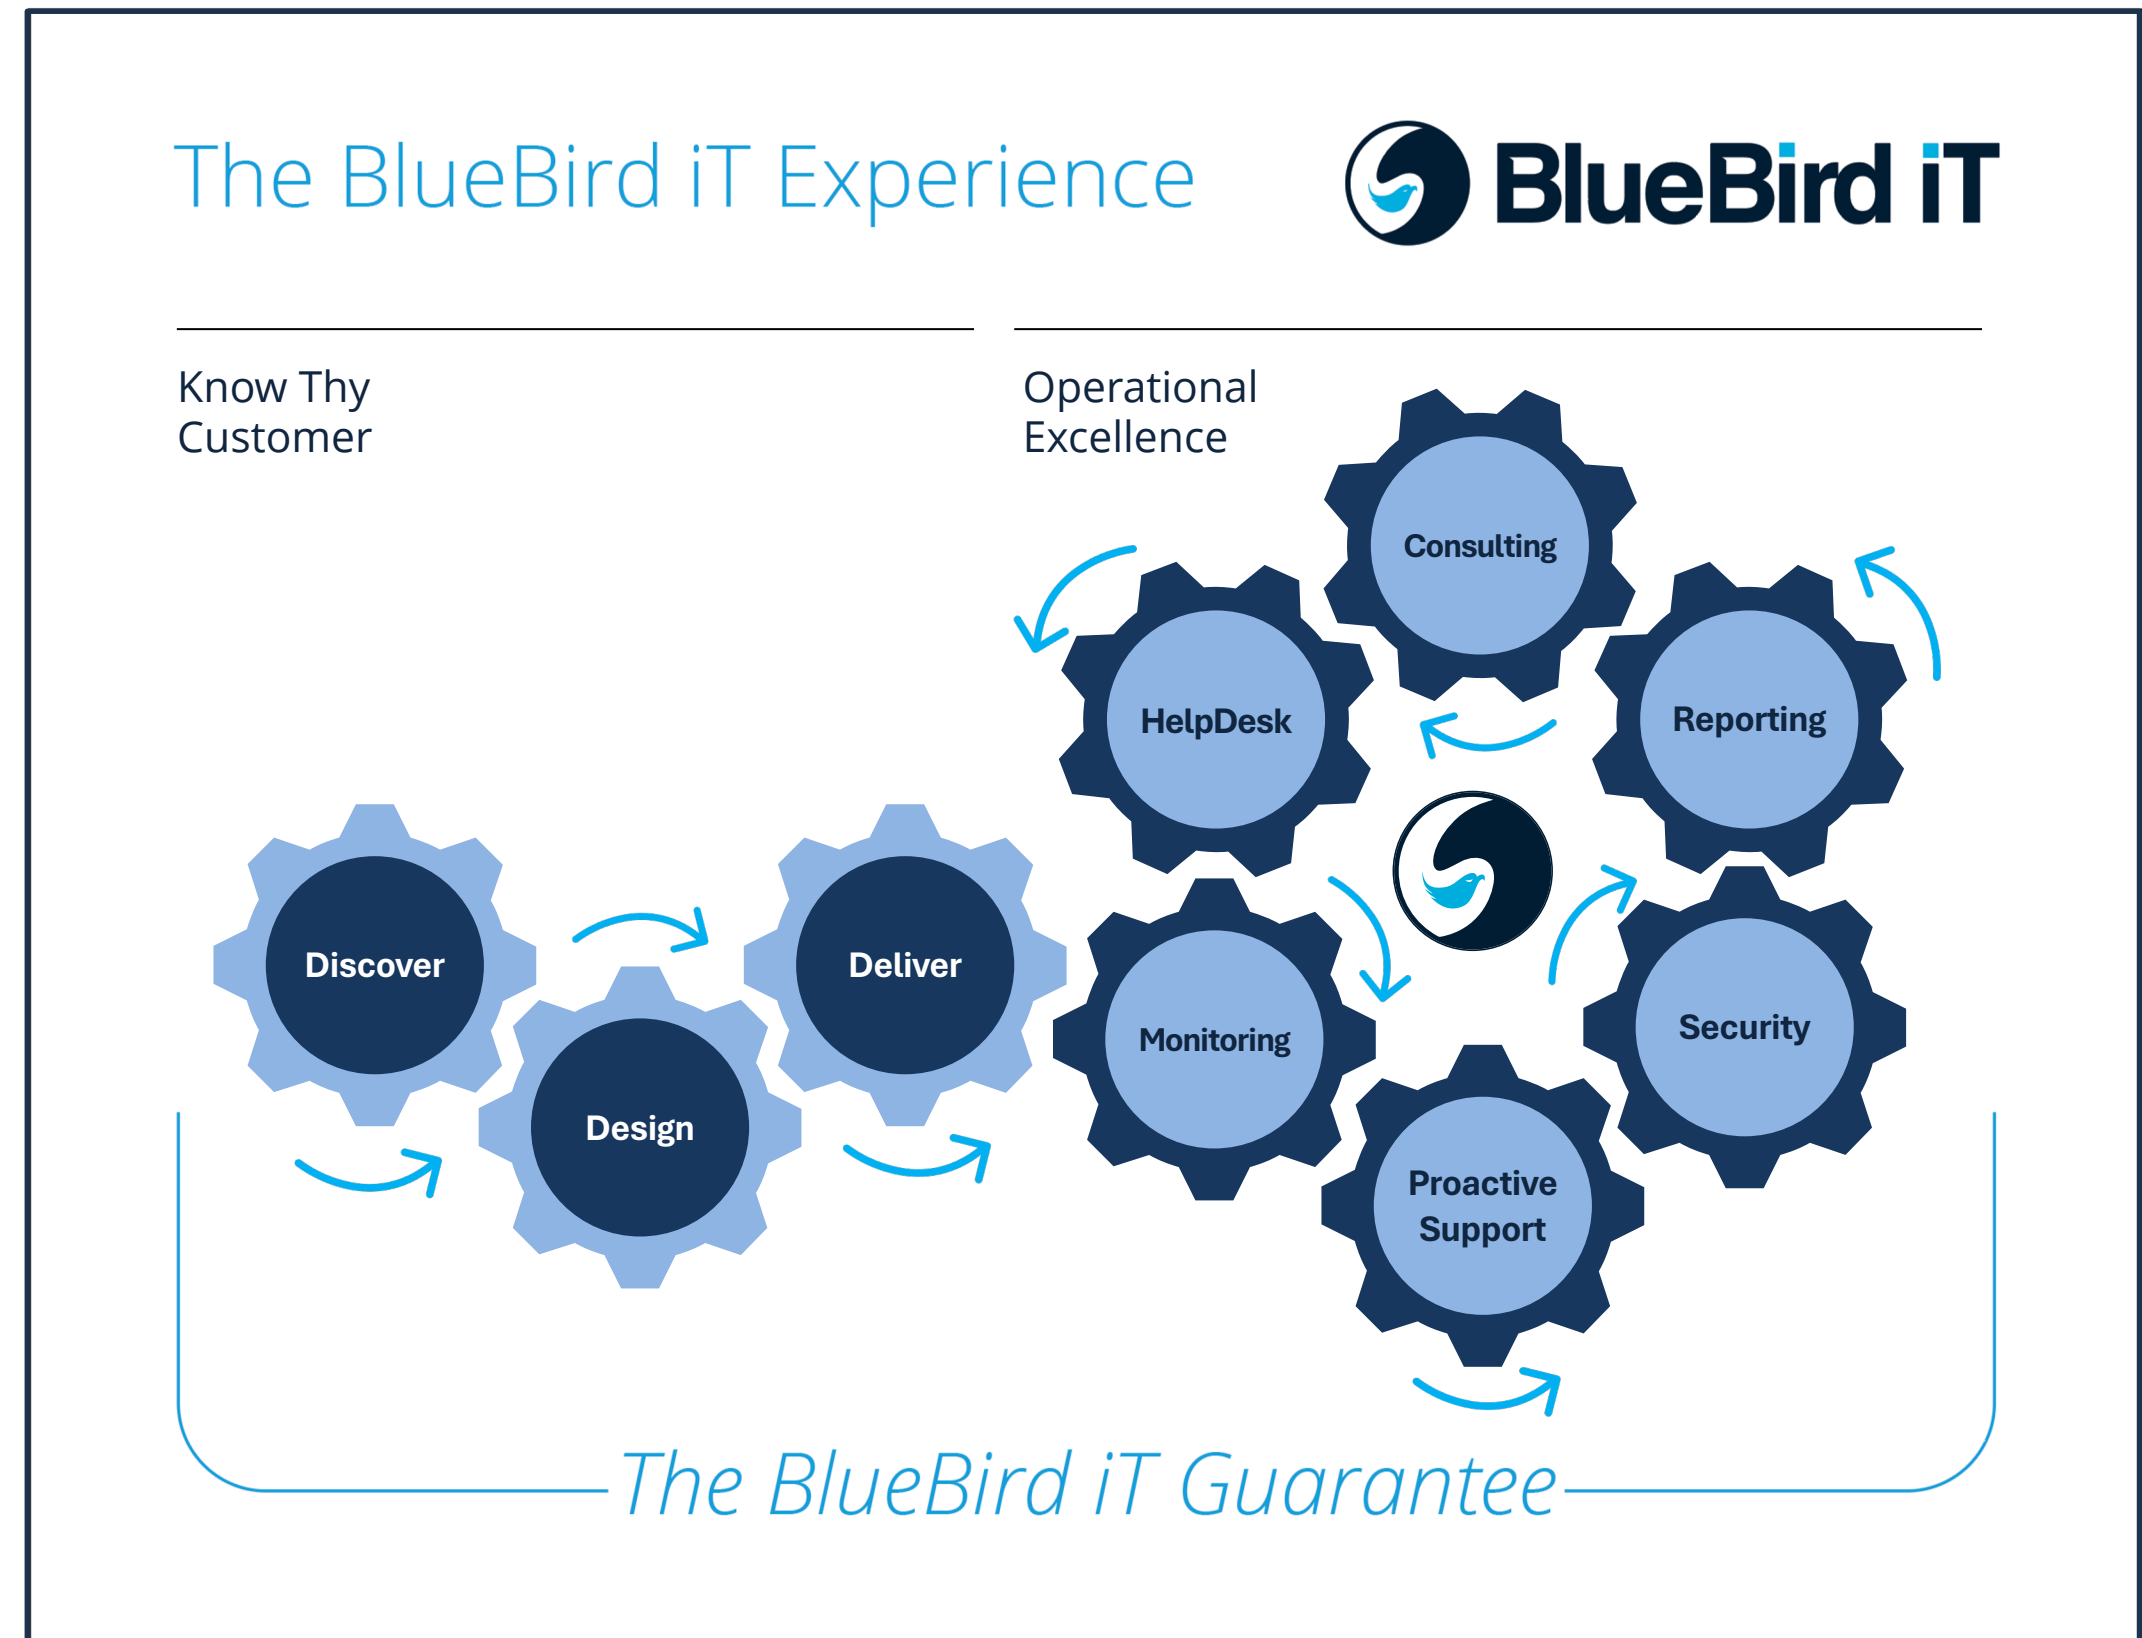 The BlueBird iT Experience
BlueBird iT
Know Thy
Customer
Operational
Excellence
Consulting
HelpDesk
Reporting
Discover
Deliver
Design
Monitoring
Security
Proactive
Support
The BlueBird iT Guarantee